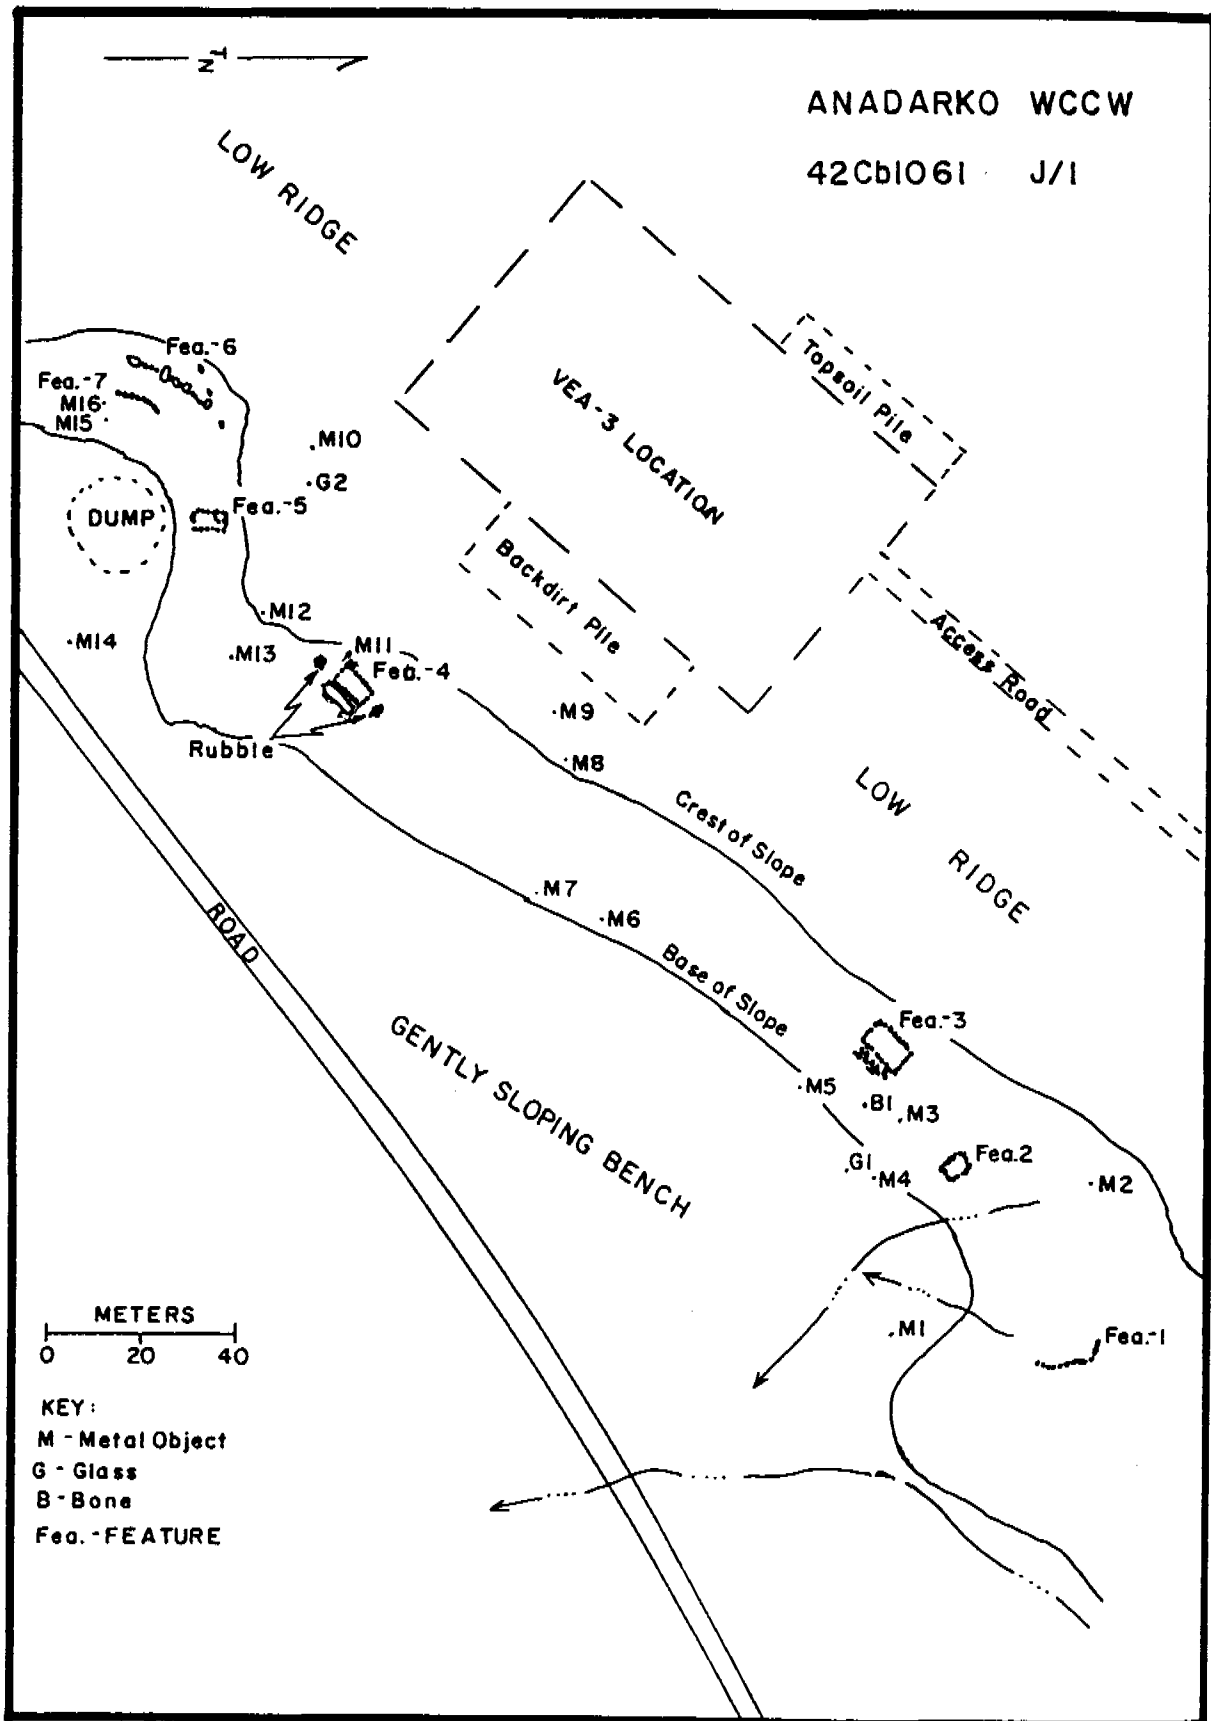 TN
ANADARKO WCCW
42Cb1061 J/1
LOW RIDGE
Topsoil Pile
VEA-3 LOCATION
Fea.-6
Fea.-7
M16
M15
M10
G2
DUMP
Fea.-5
Backdirt Pile
Access Road
M12
M14
M13
M11
Fea.-4
M9
Rubble
M8
LOW
RIDGE
Crest of Slope
M7
M6
ROAD
Base of Slope
Fea.-3
GENTLY SLOPING BENCH
M5
B1
M3
G1
M4
Fea.2
M2
METERS
0 20 40
M1
Fea.-1
KEY:
M - Metal Object
G - Glass
B - Bone
Fea. - FEATURE